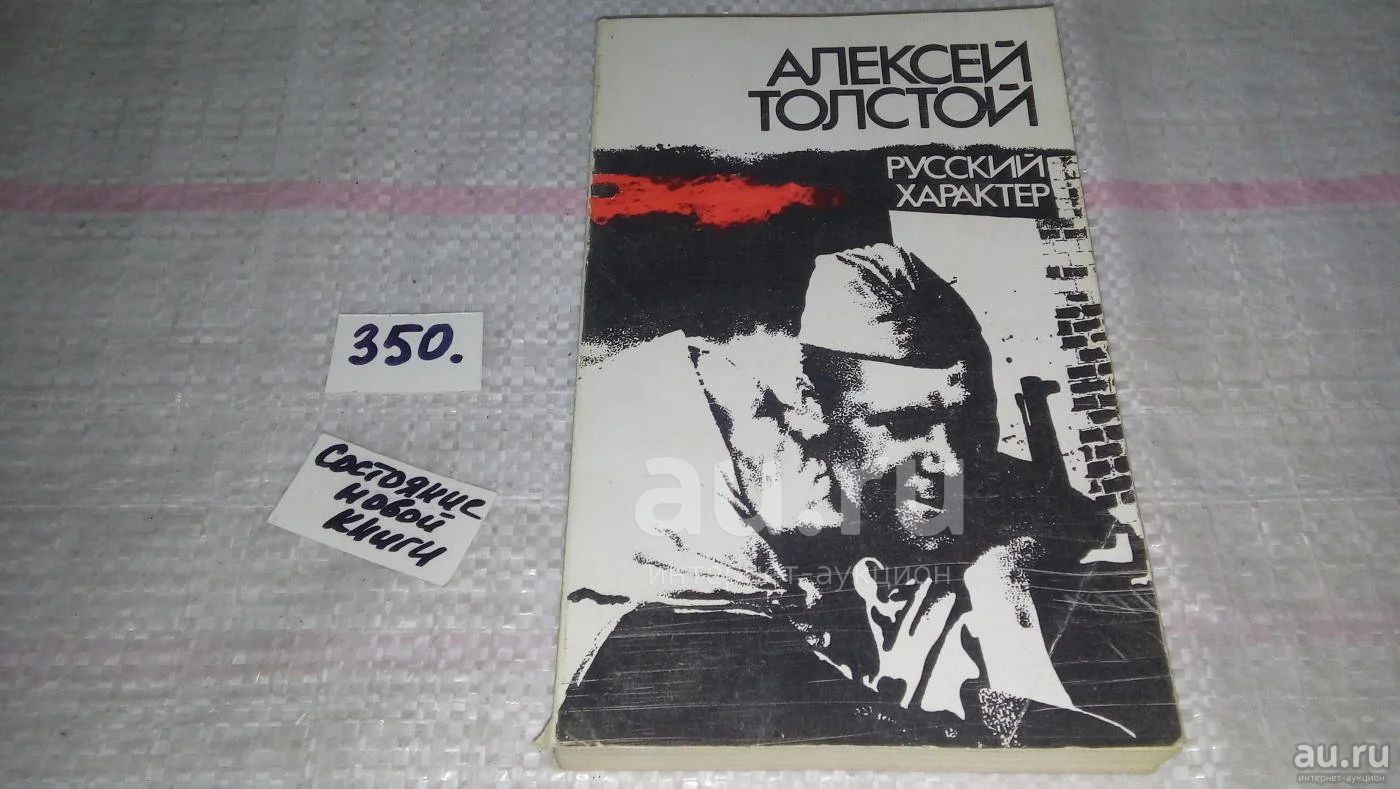 АЛЕКСЕЙ
ТОЛСТОЙ
РУССКИЙ
ХАРАКТЕР
350.
Состояние
новой
книги
au.ru
интернет-аукцион
au.ru
интернет-аукцион